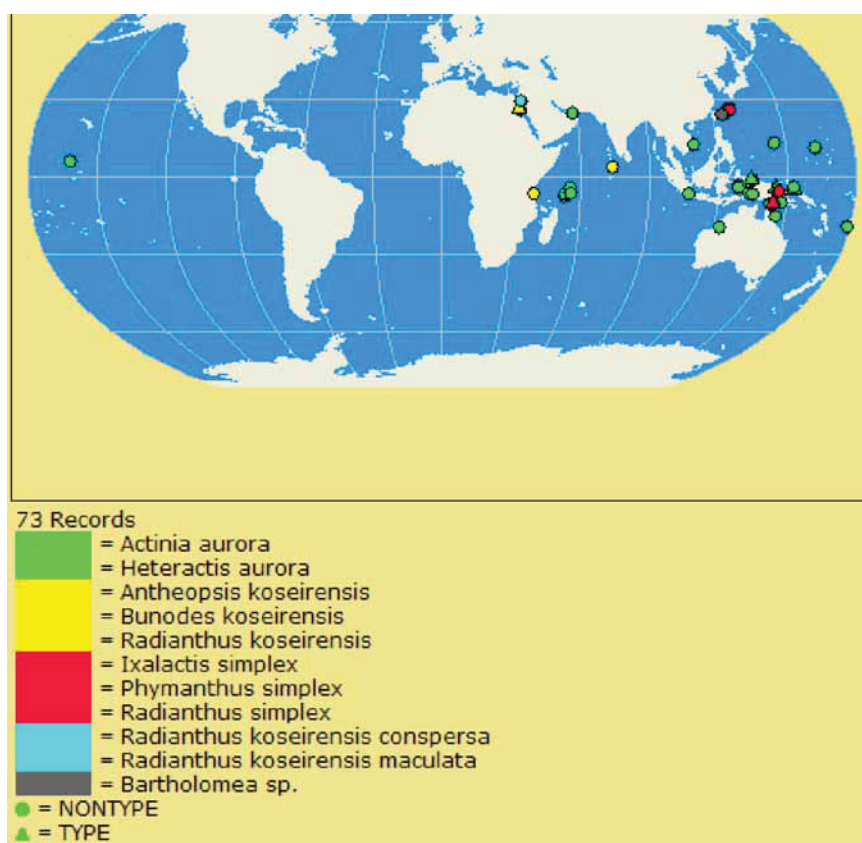 73 Records
= Actinia aurora
= Heteractis aurora
= Antheopsis koseirensis
= Bunodes koseirensis
= Radianthus koseirensis
= Ixalactis simplex
= Phymanthus simplex
= Radianthus simplex
= Radianthus koseirensis conspersa
= Radianthus koseirensis maculata
= Bartholomea sp.
= NONTYPE
= TYPE